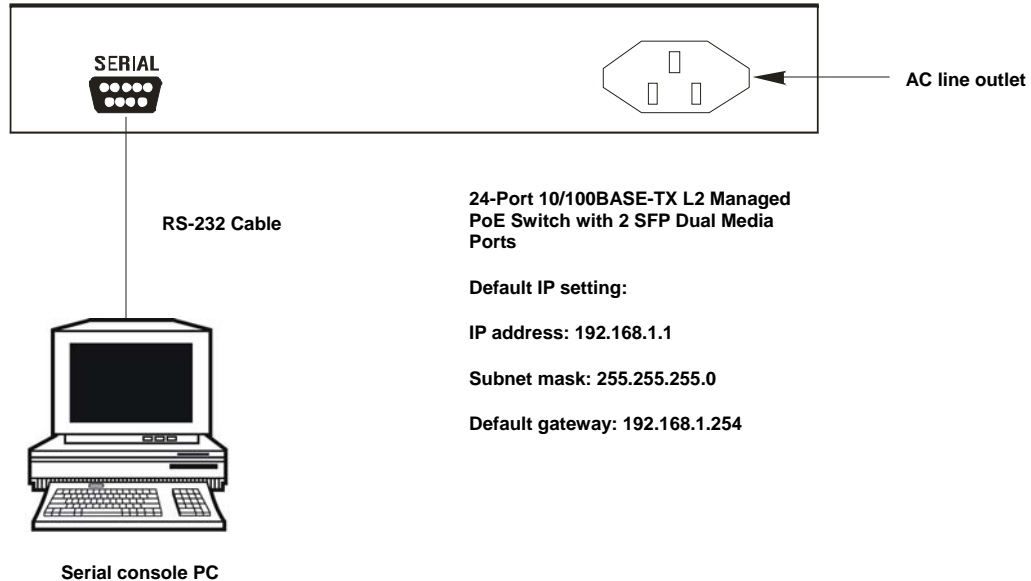 SERIAL
AC line outlet
RS-232 Cable
24-Port 10/100BASE-TX L2 Managed
PoE Switch with 2 SFP Dual Media
Ports
Default IP setting:
IP address: 192.168.1.1
Subnet mask: 255.255.255.0
Default gateway: 192.168.1.254
Serial console PC